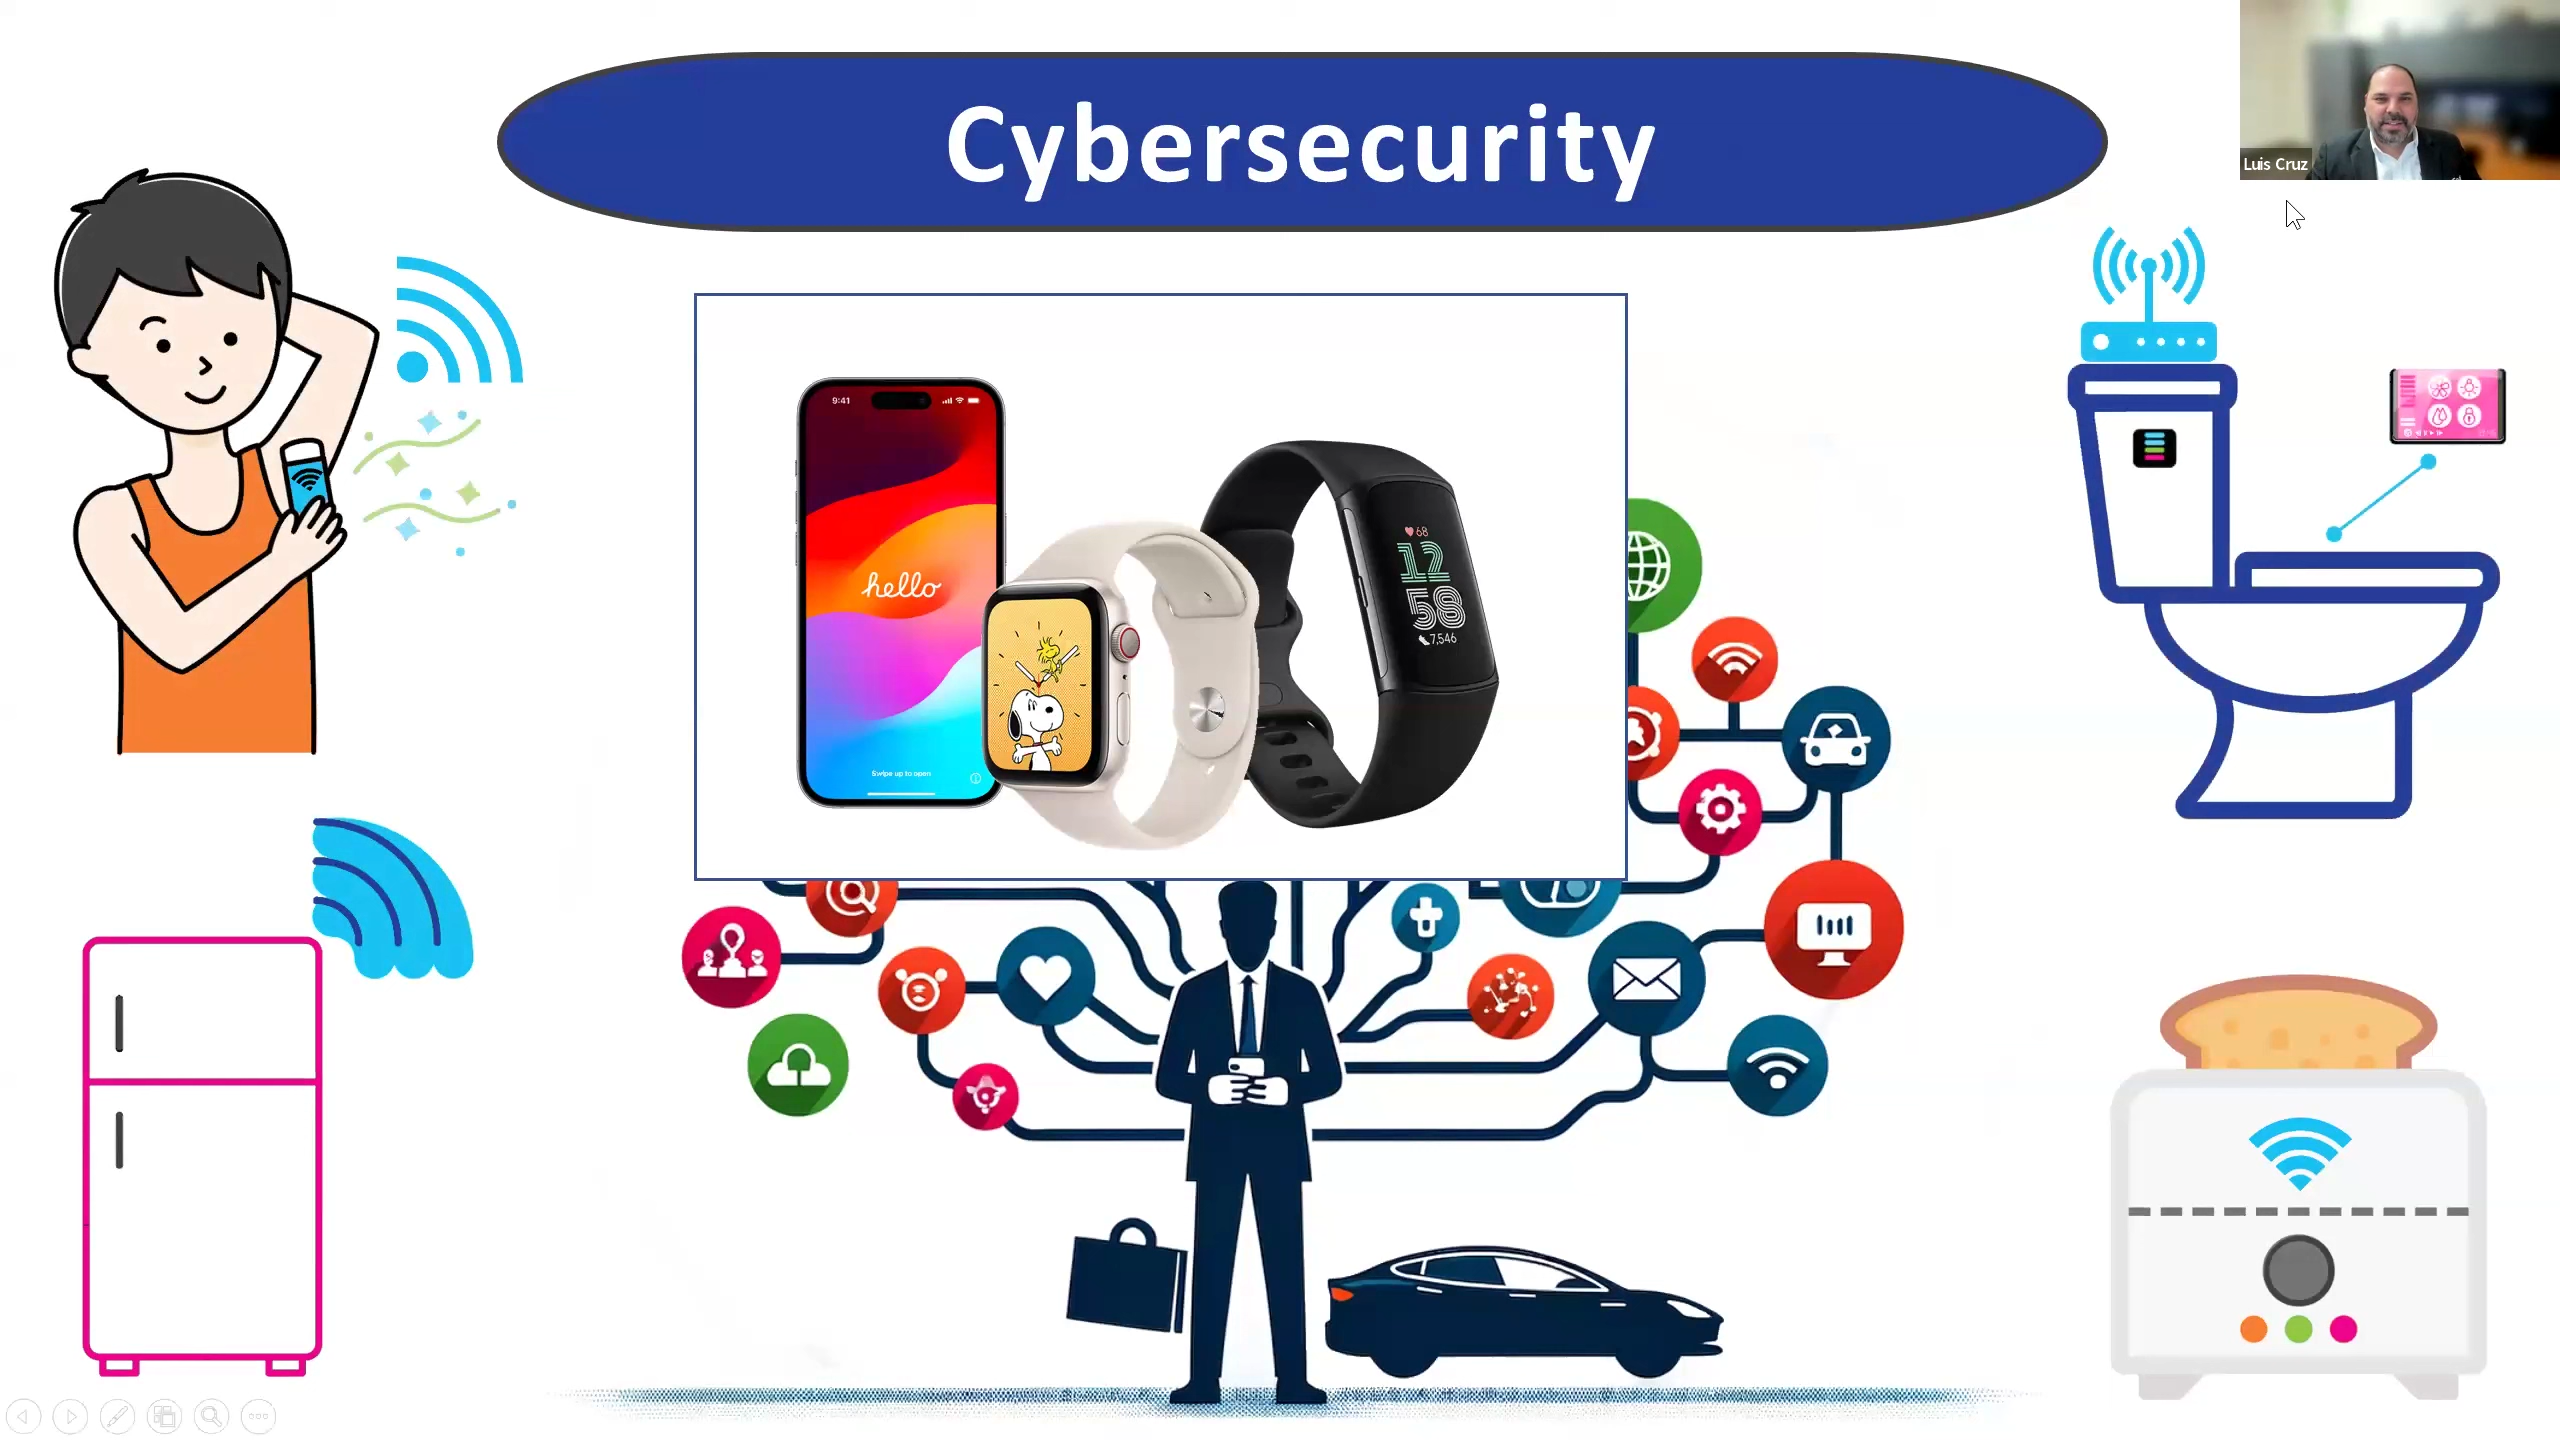 Cybersecurity
Luis Cruz
9:41
hello
Swipe up to open
68
12
58
7,546